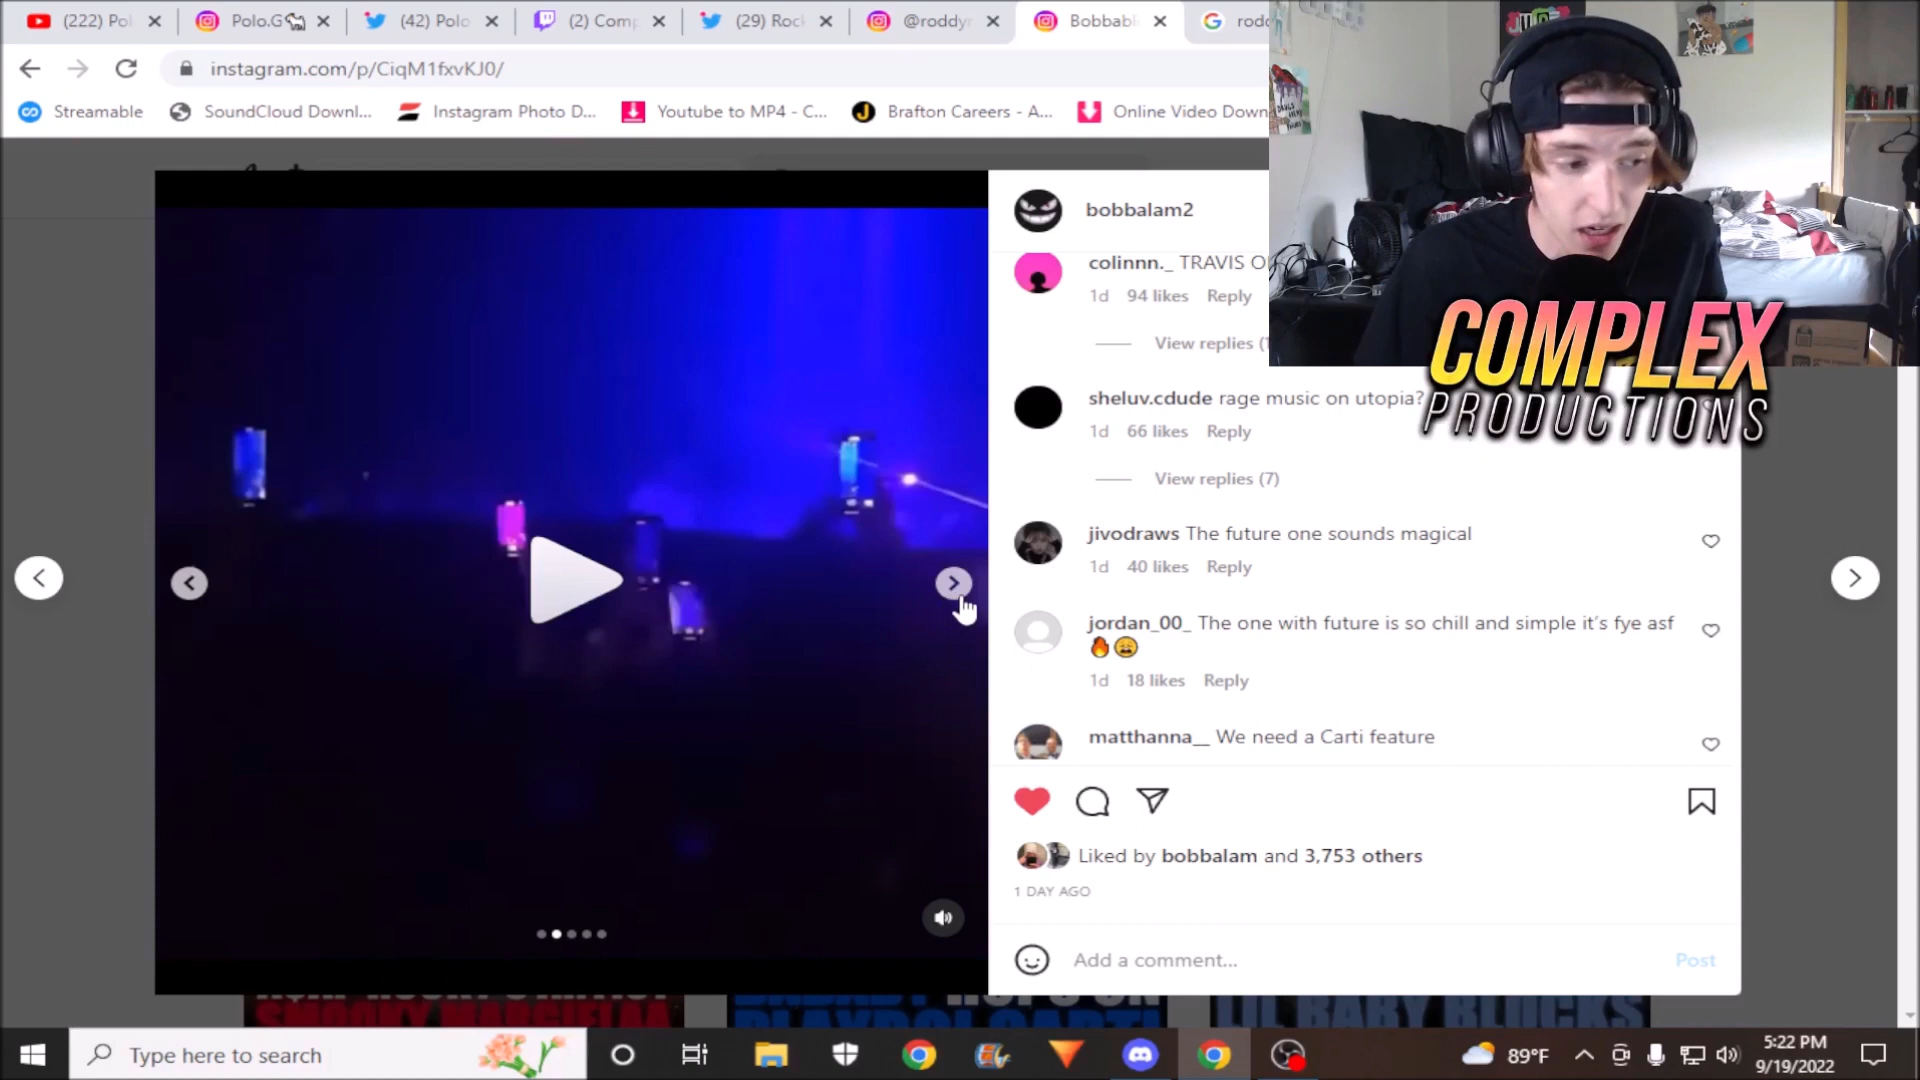 (222) Pol
Polo.G🐪
(42) Polo
(2) Comp
(29) Rock
@roddyr
Bobbabl
rodd
instagram.com/p/CiqM1fxvKJ0/
Streamable
SoundCloud Downl...
Instagram Photo D...
Youtube to MP4 - C...
Brafton Careers - A...
Online Video Down
bobbalam2
colinnn._ TRAVIS O
1d 94 likes Reply
View replies (1
sheluv.cdude rage music on utopia?
1d 66 likes Reply
View replies (7)
jivodraws The future one sounds magical
1d 40 likes Reply
jordan_00_ The one with future is so chill and simple it's fye asf
🔥😩
1d 18 likes Reply
matthanna__ We need a Carti feature
Liked by bobbalam and 3,753 others
1 DAY AGO
Add a comment...
Post
COMPLEX
PRODUCTIONS
LIL BABY BLOCKS
Type here to search
89°F
5:22 PM
9/19/2022